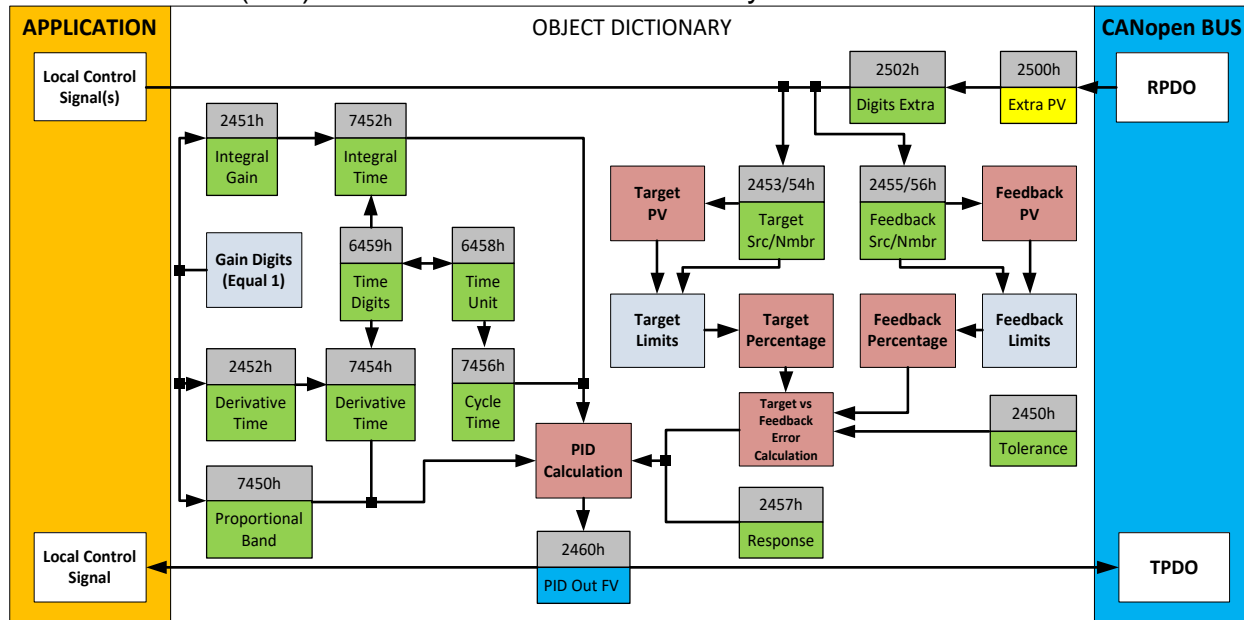 APPLICATION
OBJECT DICTIONARY
CANopen BUS
Local Control
Signal(s)
2502h
Digits Extra
2500h
Extra PV
RPDO
2451h
Integral
Gain
7452h
Integral
Time
Target
PV
2453/54h
Target
Src/Nmbr
2455/56h
Feedback
Src/Nmbr
Feedback
PV
Gain Digits
(Equal 1)
6459h
Time
Digits
6458h
Time
Unit
Target
Limits
Target
Percentage
Feedback
Percentage
Feedback
Limits
2452h
Derivative
Time
7454h
Derivative
Time
7456h
Cycle
Time
PID
Calculation
Target vs
Feedback
Error
Calculation
2450h
Tolerance
7450h
Proportional
Band
2457h
Response
Local Control
Signal
2460h
PID Out FV
TPDO